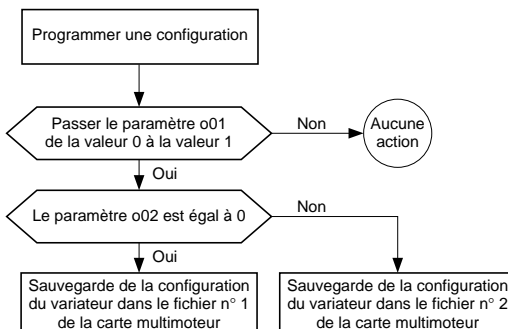 Programmer une configuration
Passer le paramètre o01
de la valeur 0 à la valeur 1
Non
Aucune
action
Oui
Le paramètre o02 est égal à 0
Non
Oui
Sauvegarde de la configuration
du variateur dans le fichier n° 1
de la carte multimoteur
Sauvegarde de la configuration
du variateur dans le fichier n° 2
de la carte multimoteur